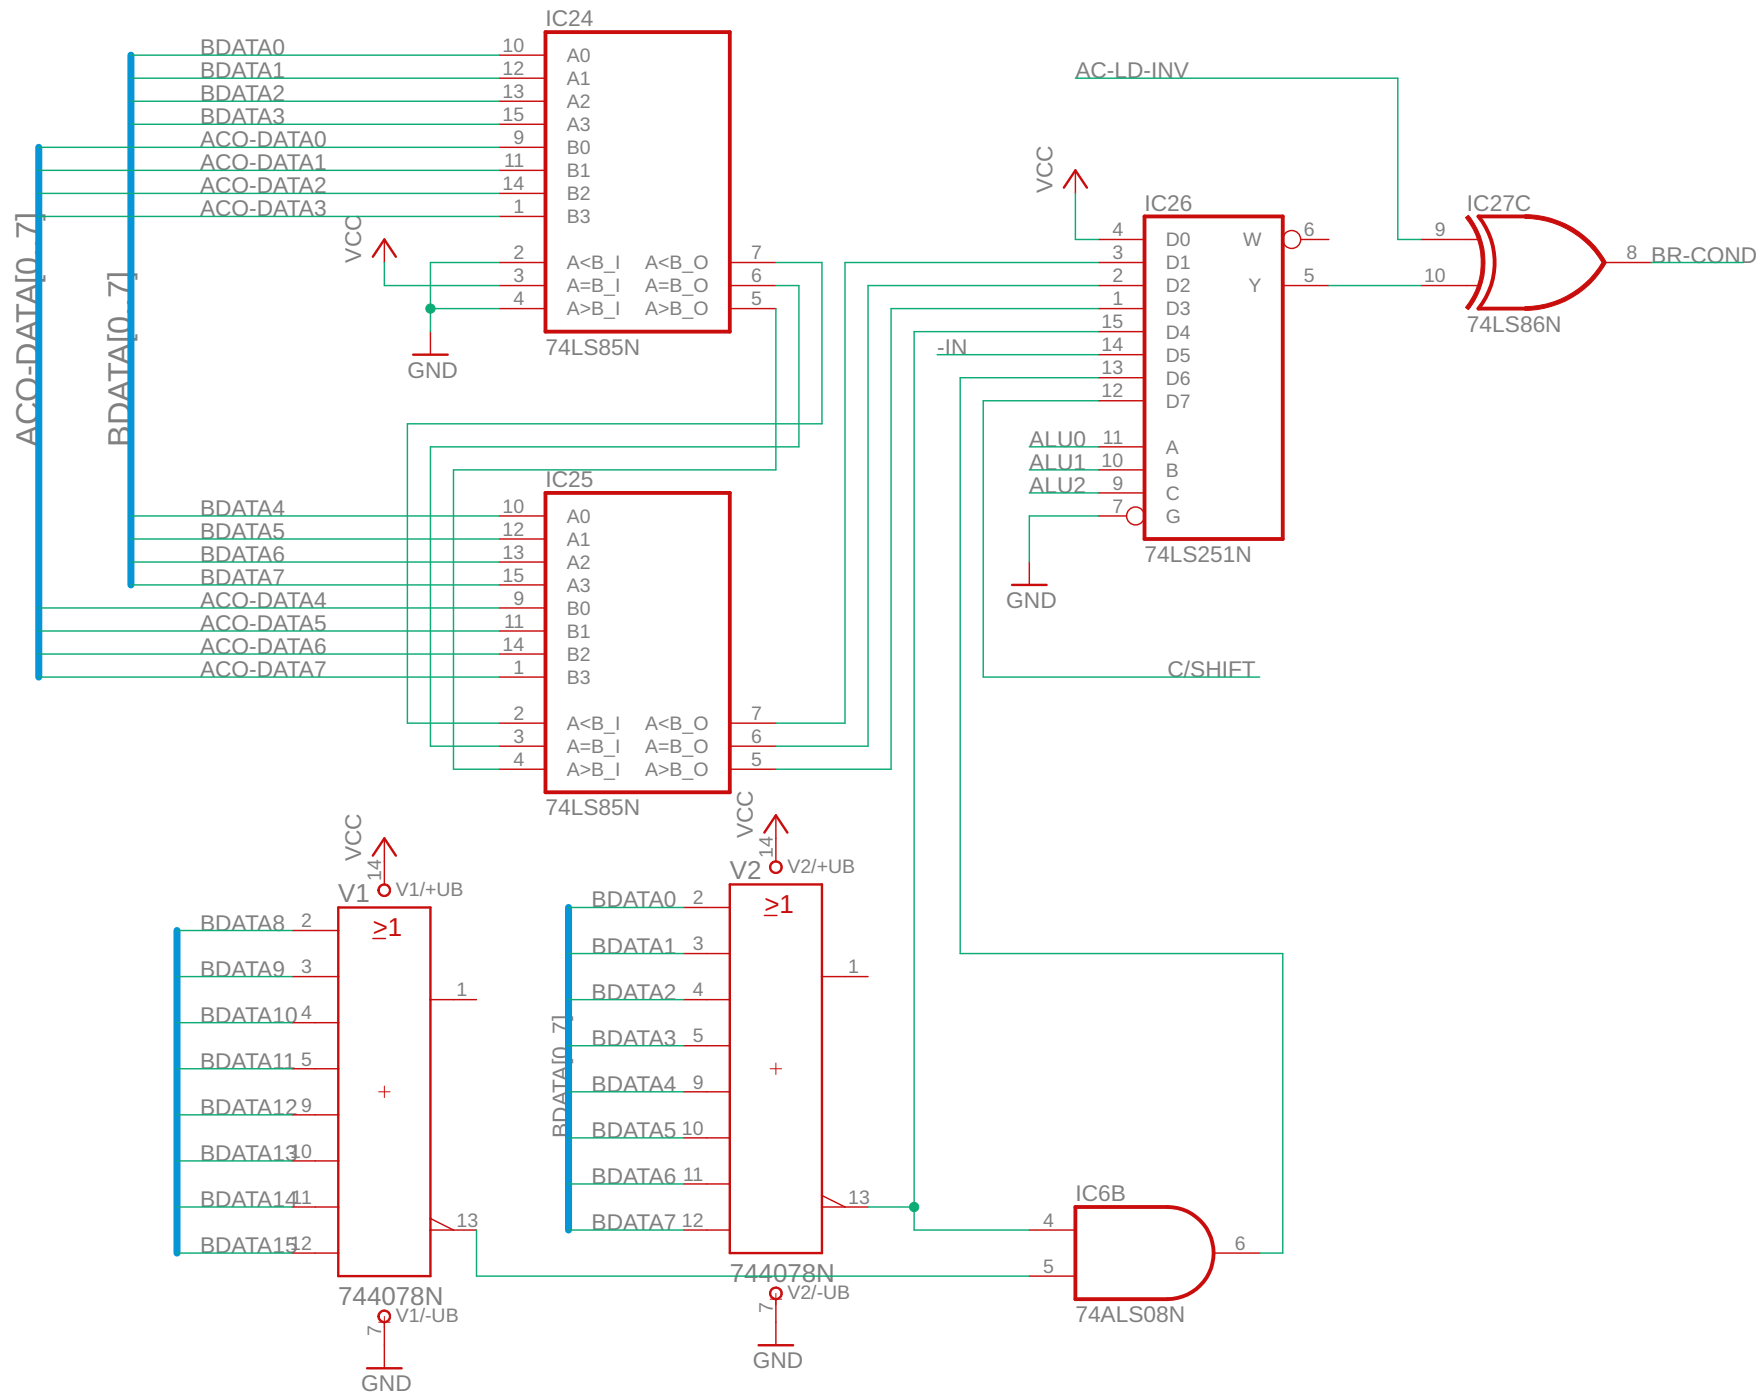 IC24
BDATA0 10 A0
BDATA1 12 A1
BDATA2 13 A2
BDATA3 15 A3
ACO-DATA0 9 B0
ACO-DATA1 11 B1
ACO-DATA2 14 B2
ACO-DATA3 1 B3
VCC
2 A<B_I A<B_O 7
3 A=B_I A=B_O 6
4 A>B_I A>B_O 5
74LS85N
GND
ACO-DATA[0..7]
BDATA[0..7]
IC25
BDATA4 10 A0
BDATA5 12 A1
BDATA6 13 A2
BDATA7 15 A3
ACO-DATA4 9 B0
ACO-DATA5 11 B1
ACO-DATA6 14 B2
ACO-DATA7 1 B3
2 A<B_I A<B_O 7
3 A=B_I A=B_O 6
4 A>B_I A>B_O 5
74LS85N
AC-LD-INV
VCC
IC26
4 D0 W 6
3 D1
2 D2 Y 5
1 D3
15 D4
-IN 14 D5
13 D6
12 D7
ALU0 11 A
ALU1 10 B
ALU2 9 C
7 G
74LS251N
GND
C/SHIFT
IC27C
9
10
8 BR-COND
74LS86N
VCC
14
V1 V1/+UB
≥1
BDATA8 2
BDATA9 3
1
BDATA10 4
BDATA11 5
BDATA12 9
BDATA13 10
BDATA14 11
13
BDATA15 12
744078N
V1/-UB
7
GND
VCC
14
V2 V2/+UB
≥1
BDATA0 2
BDATA1 3
1
BDATA2 4
BDATA[0..7]
BDATA3 5
BDATA4 9
BDATA5 10
BDATA6 11
13
BDATA7 12
744078N
V2/-UB
7
GND
IC6B
4
5
6
74ALS08N